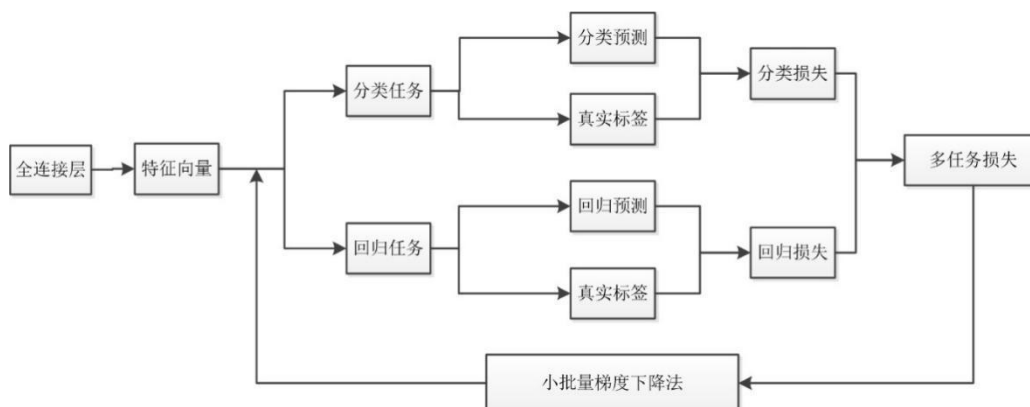 全连接层
特征向量
分类任务
回归任务
分类预测
真实标签
回归预测
真实标签
分类损失
回归损失
多任务损失
小批量梯度下降法